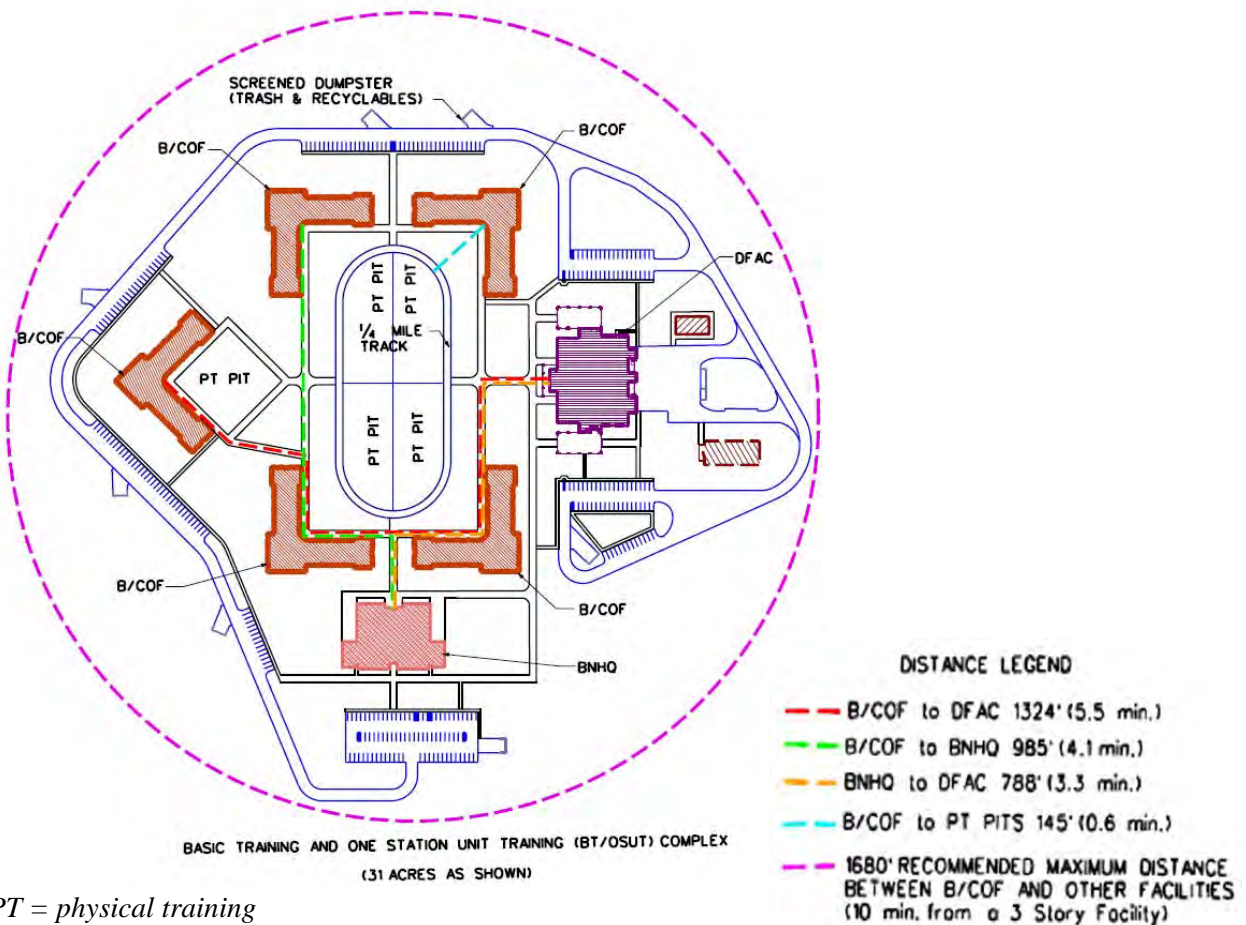 SCREENED DUMPSTER
(TRASH & RECYCLABLES)
B/COF
B/COF
DFAC
PT PIT
PT PIT
1/4 MILE
TRACK
B/COF
PT PIT
PT PIT
PT PIT
B/COF
B/COF
BNHQ
DISTANCE LEGEND
B/COF to DFAC 1324' (5.5 min.)
B/COF to BNHQ 985' (4.1 min.)
BNHQ to DFAC 788' (3.3 min.)
B/COF to PT PITS 145' (0.6 min.)
1680' RECOMMENDED MAXIMUM DISTANCE
BETWEEN B/COF AND OTHER FACILITIES
(10 min. from a 3 Story Facility)
BASIC TRAINING AND ONE STATION UNIT TRAINING (BT/OSUT) COMPLEX
(31 ACRES AS SHOWN)
PT = physical training